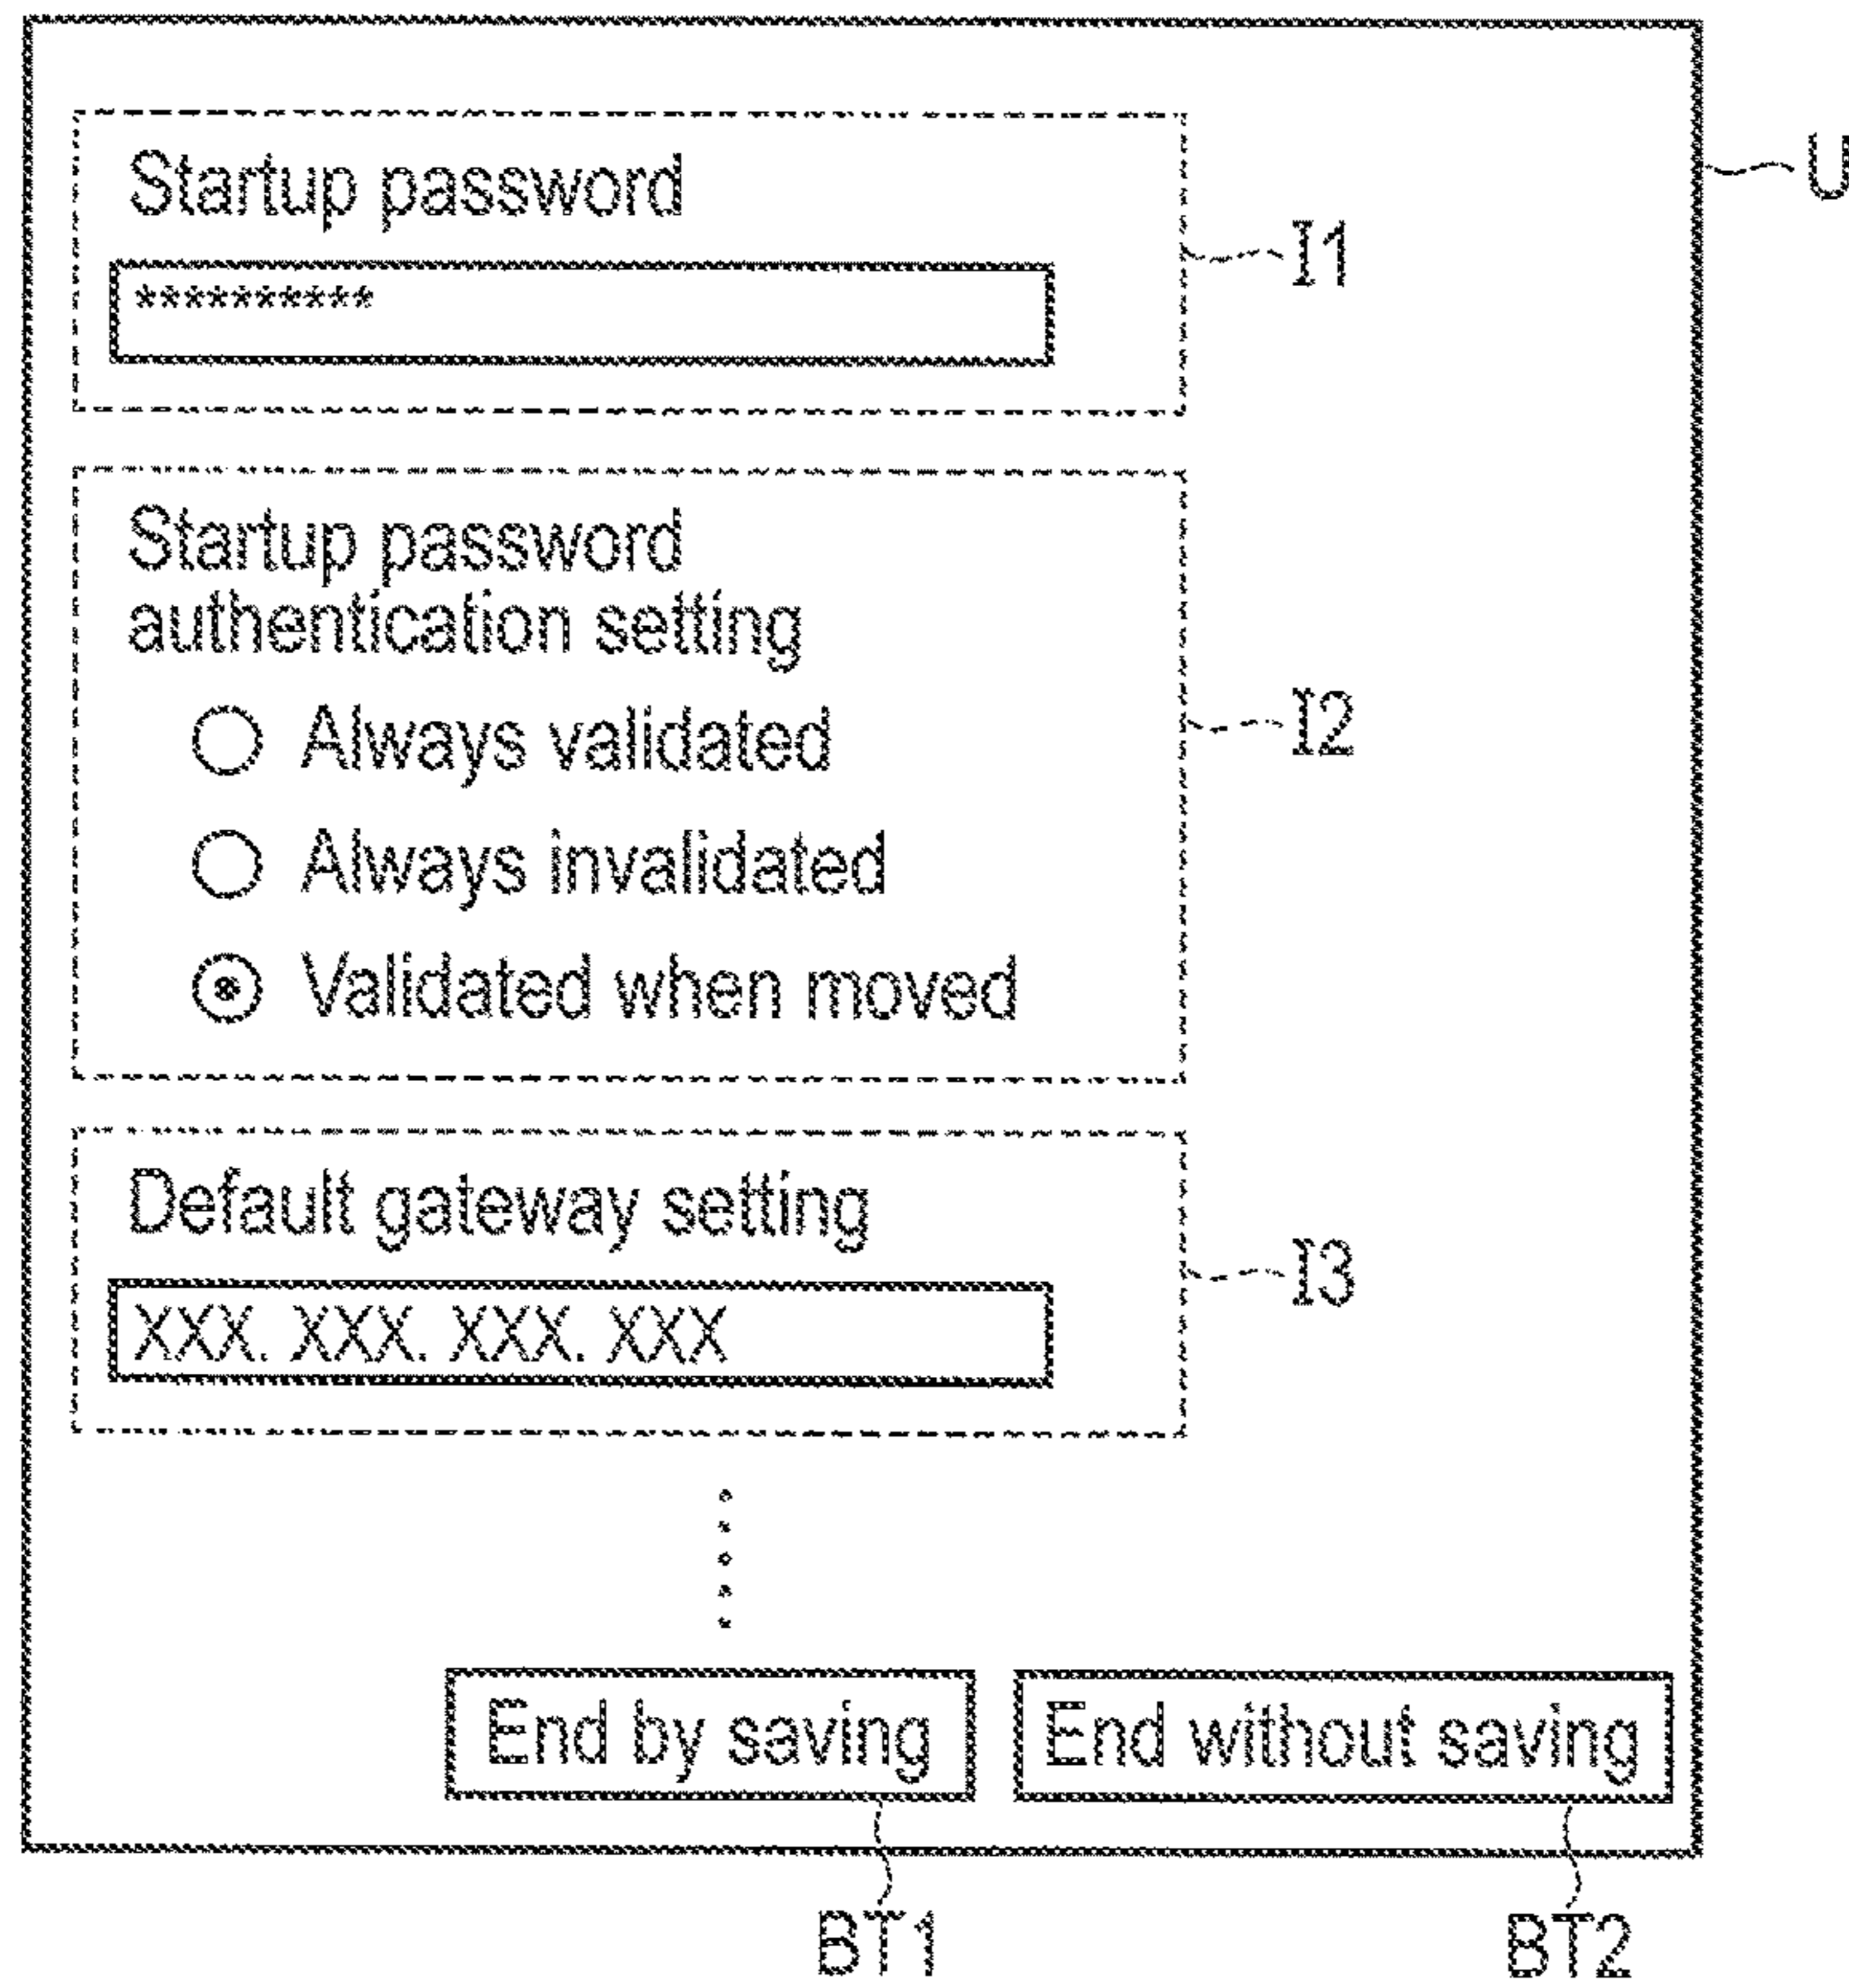 U
Startup password
I1
**********
Startup password
authentication setting
I2
Always validated
Always invalidated
Validated when moved
Default gateway setting
I3
XXX. XXX. XXX. XXX
End by saving
End without saving
BT1
BT2